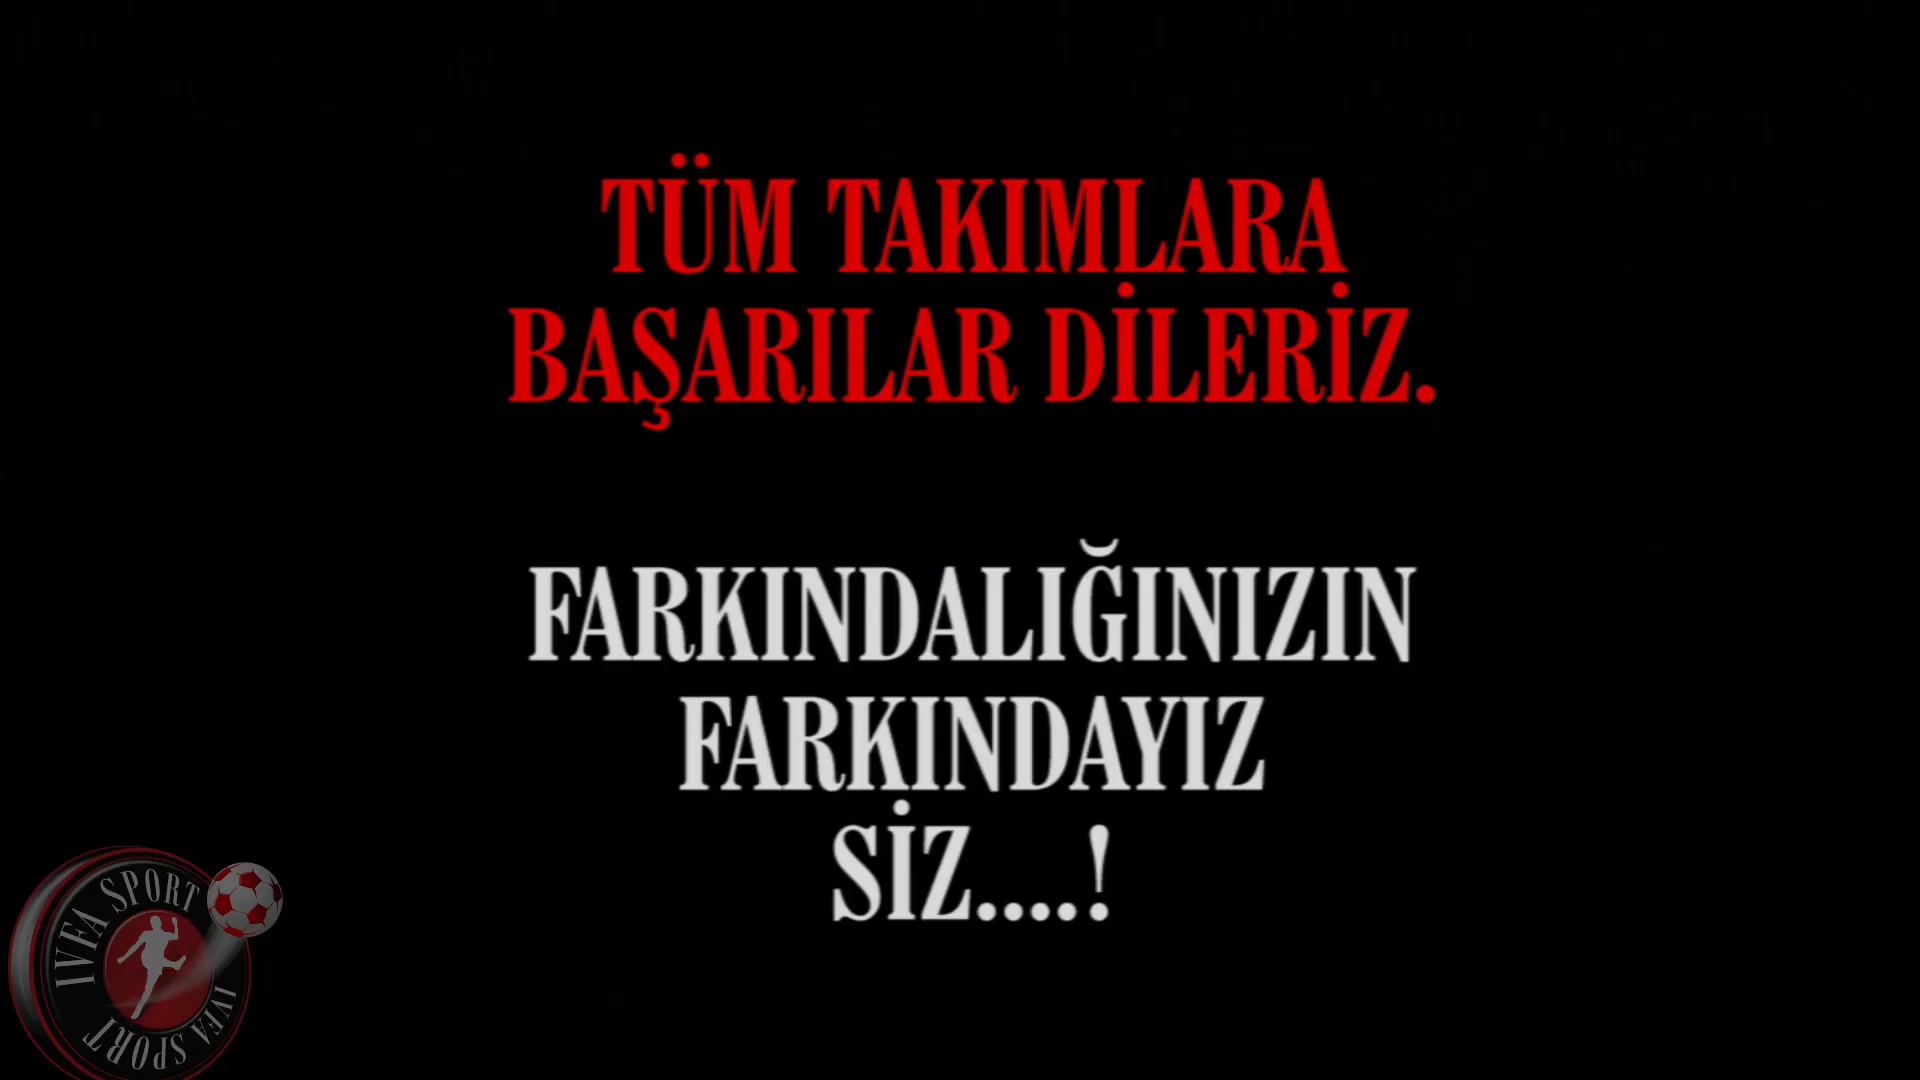 TÜM TAKIMLARA
BAŞARILAR DİLERİZ.
FARKINDALIĞINIZIN
FARKINDAYIZ
SİZ....!
IVFA SPORT
IVFA SPORT